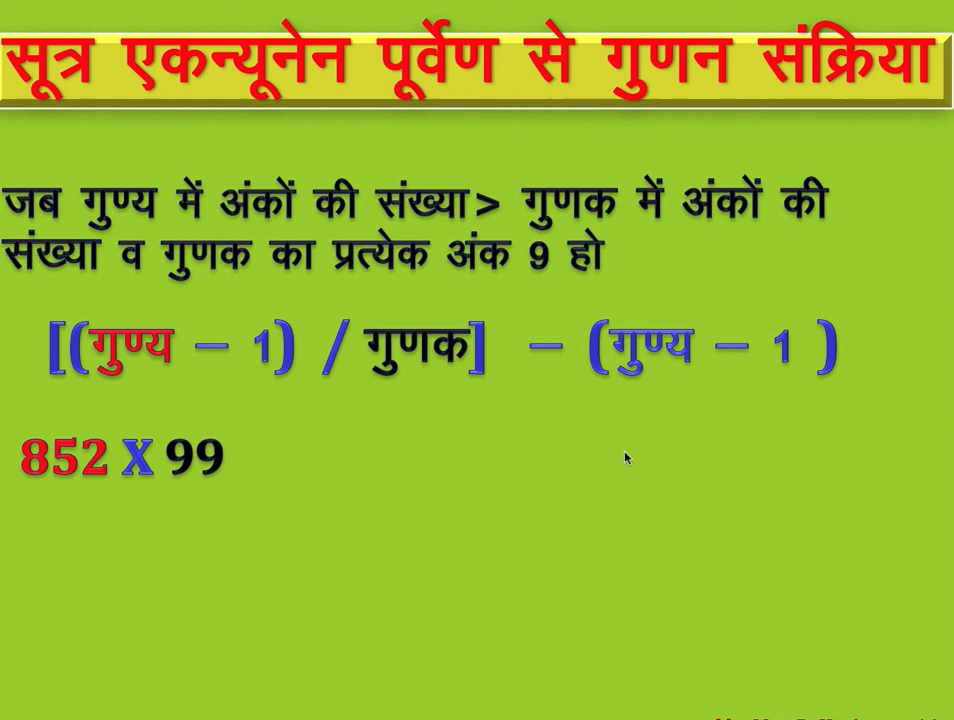 सूत्र एकन्यूनेन पूर्वेण से गुणन संक्रिया
जब गुण्य में अंकों की संख्या > गुणक में अंकों की
संख्या व गुणक का प्रत्येक अंक 9 हो
[(गुण्य – 1) / गुणक] – (गुण्य – 1 )
852 X 99